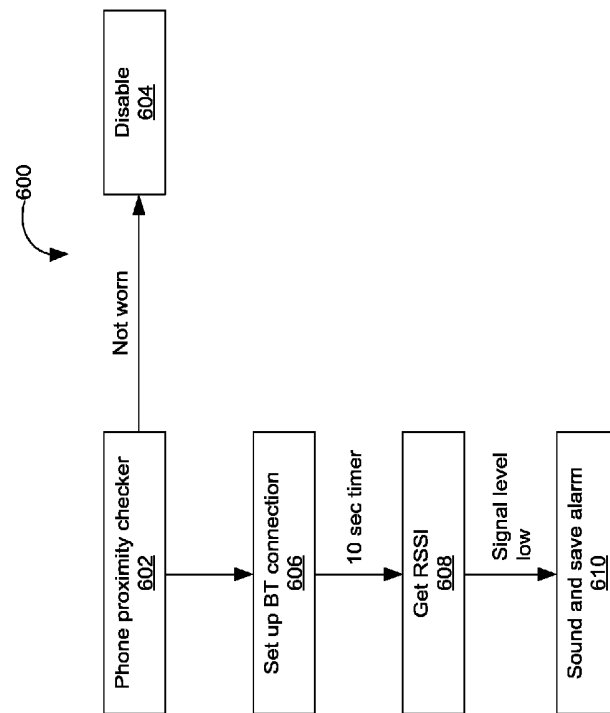 600
Phone proximity checker
602
Not worn
Disable
604
Set up BT connection
606
10 sec timer
Get RSSI
608
Signal level
low
Sound and save alarm
610